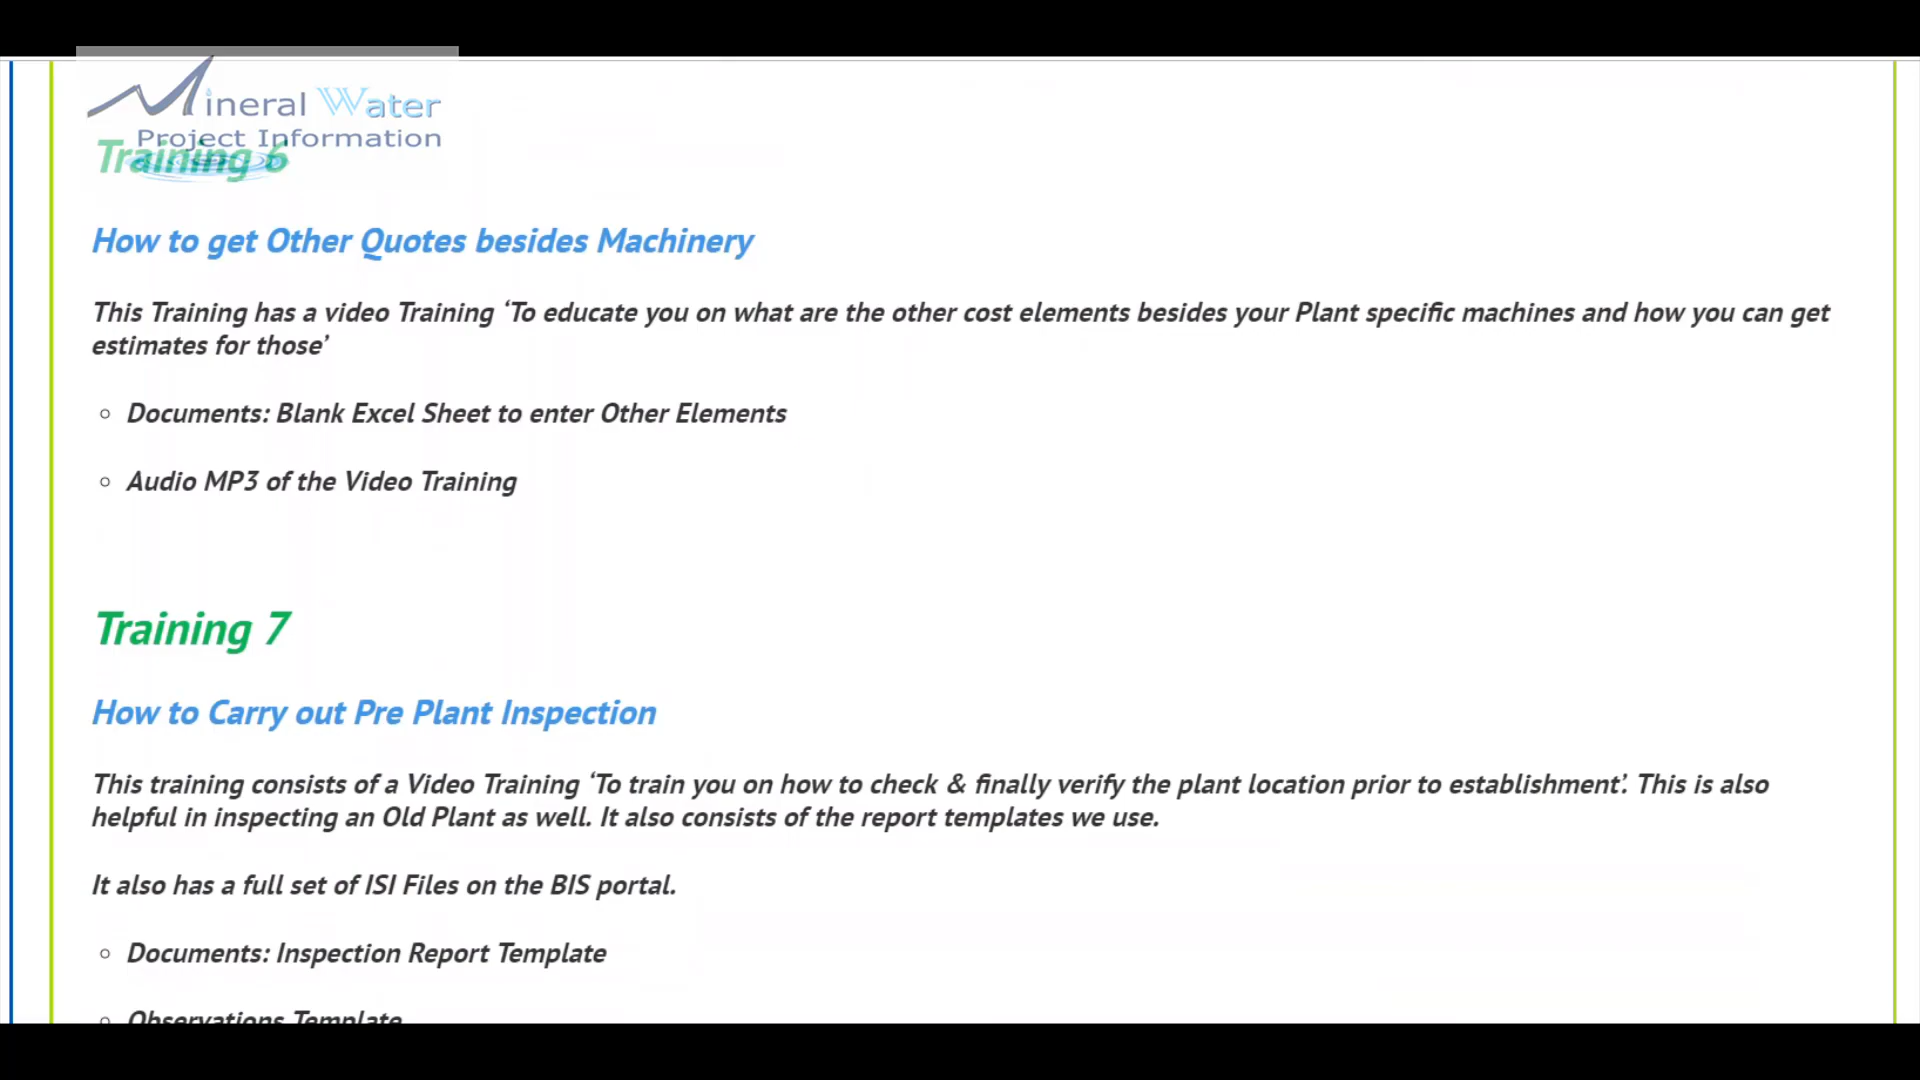 Mineral Water
Project Information
Training 6
How to get Other Quotes besides Machinery
This Training has a video Training ‘To educate you on what are the other cost elements besides your Plant specific machines and how you can get
estimates for those’
Documents: Blank Excel Sheet to enter Other Elements
Audio MP3 of the Video Training
Training 7
How to Carry out Pre Plant Inspection
This training consists of a Video Training ‘To train you on how to check & finally verify the plant location prior to establishment’. This is also
helpful in inspecting an Old Plant as well. It also consists of the report templates we use.
It also has a full set of ISI Files on the BIS portal.
Documents: Inspection Report Template
Observations Template